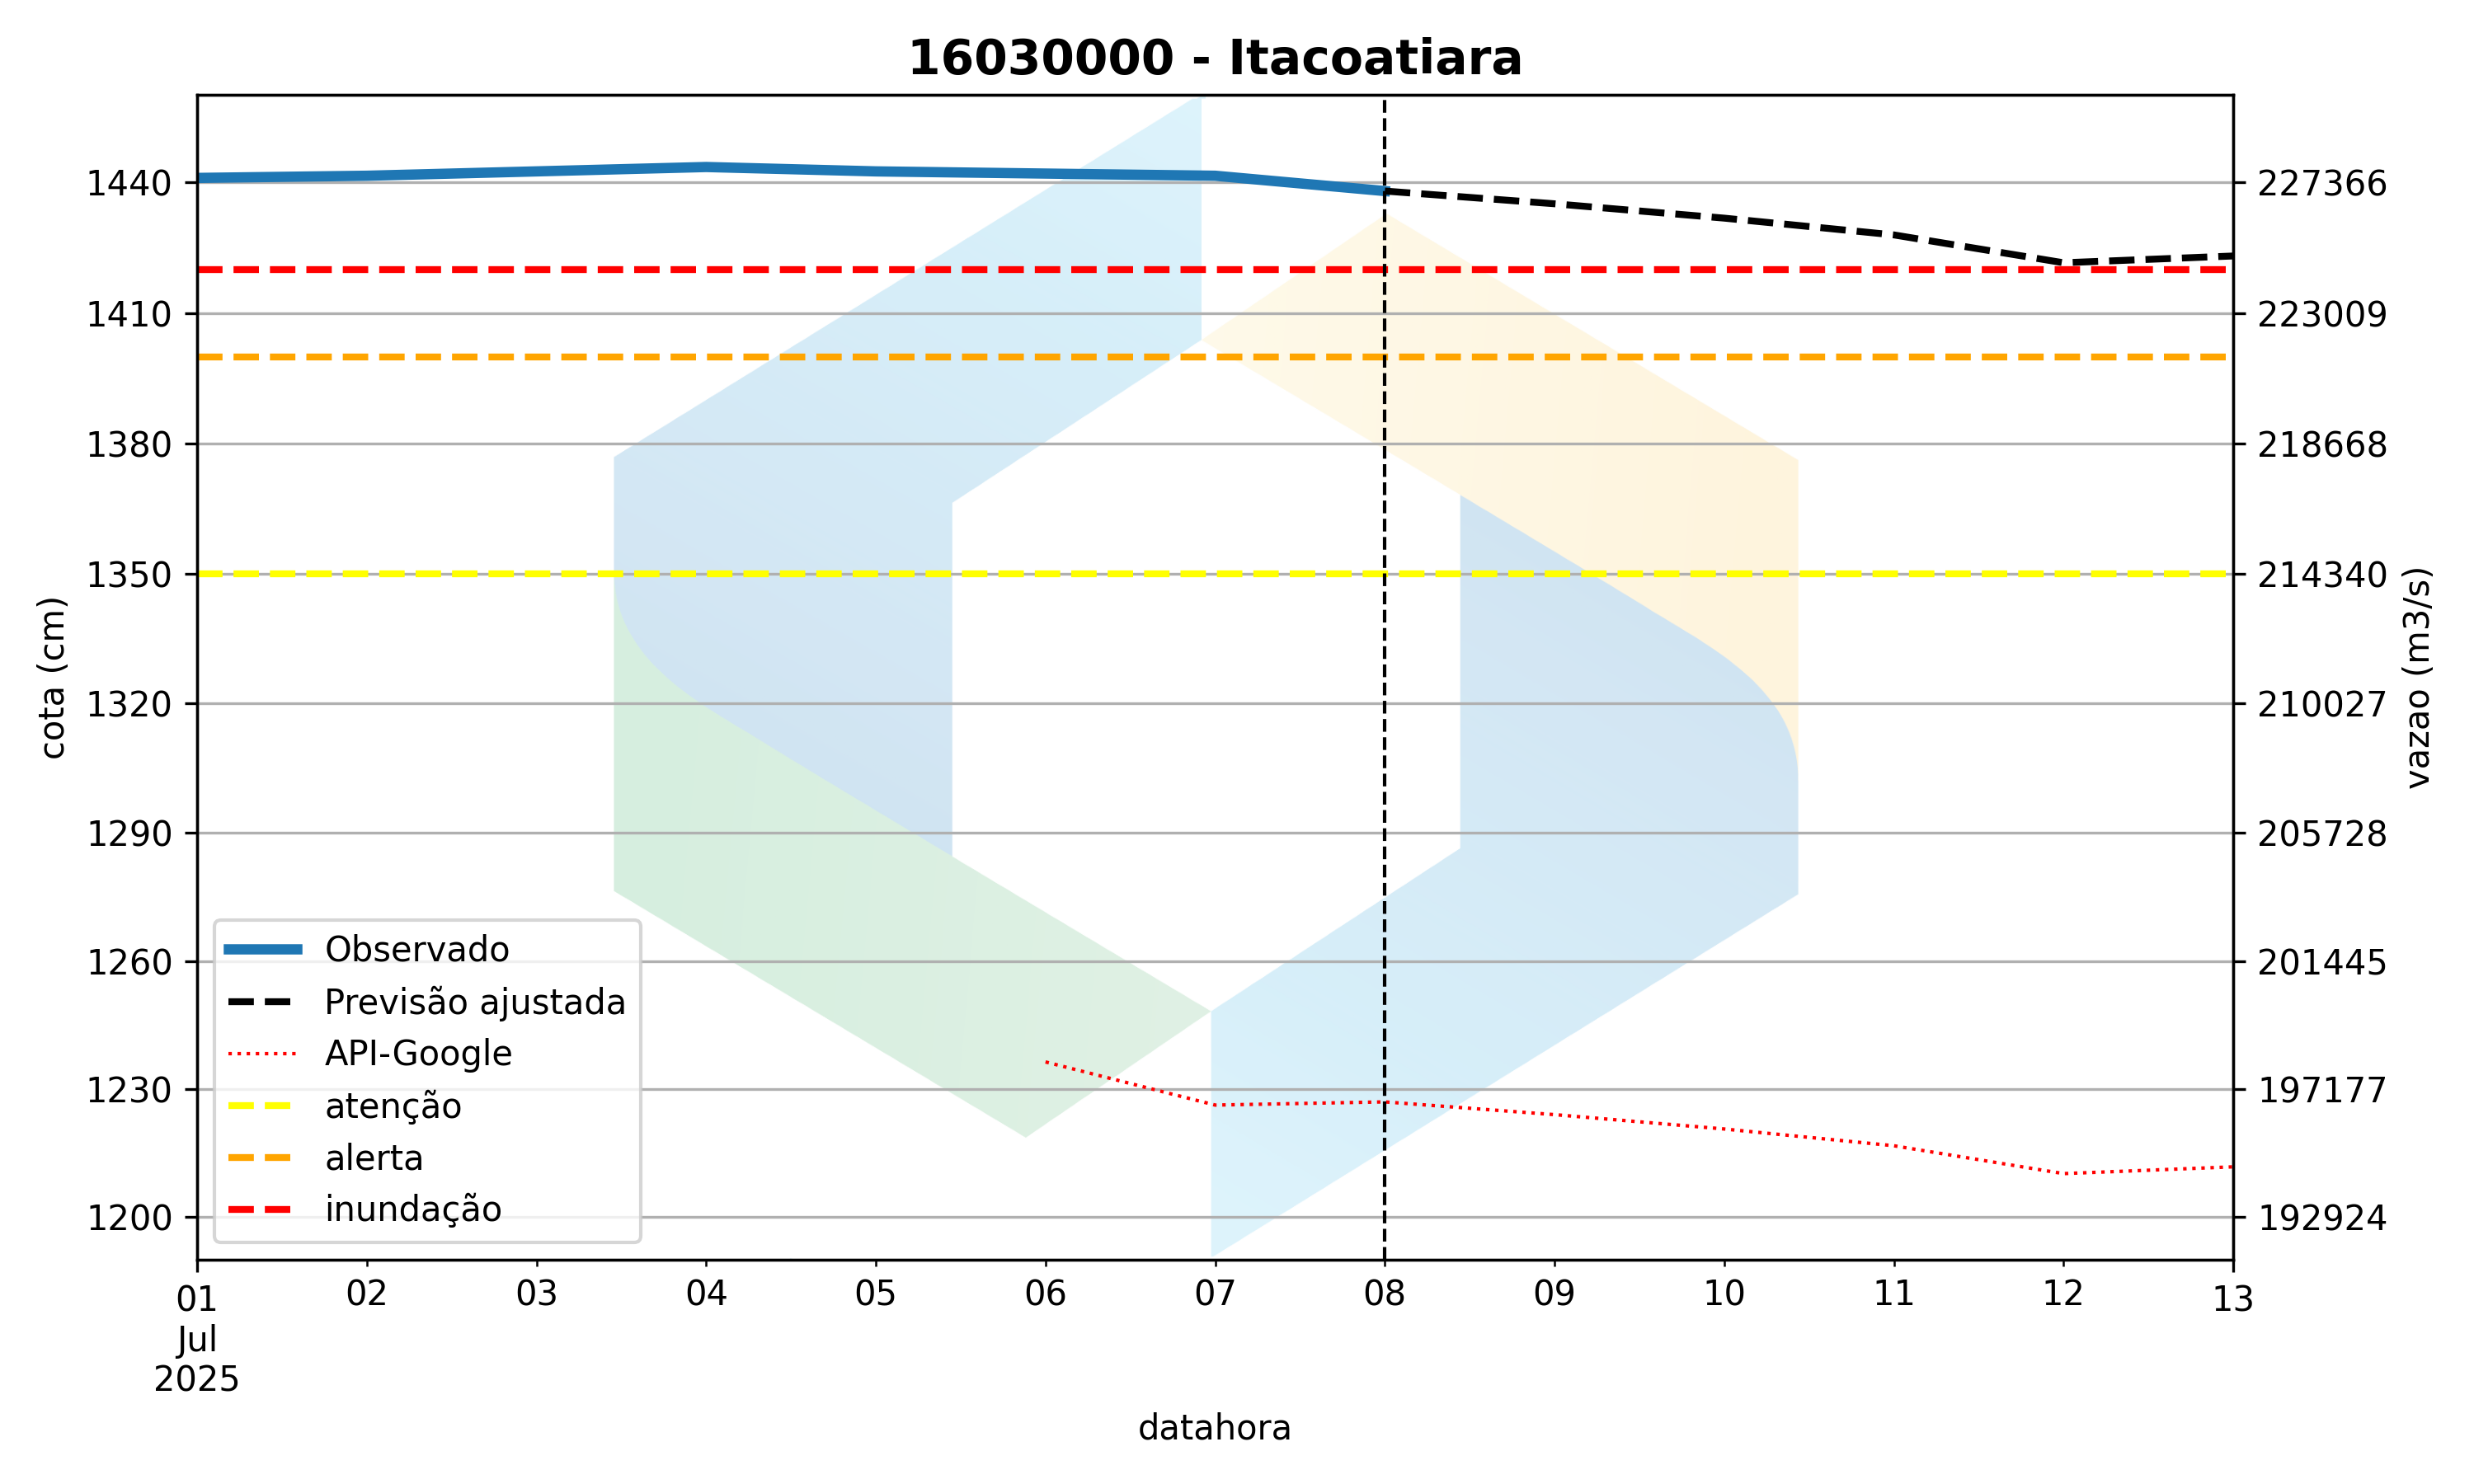 16030000 - Itacoatiara
1440
1410
1380
1350
1320
1290
1260
1230
1200
cota (cm)
227366
223009
218668
214340
210027
205728
201445
197177
192924
vazao (m3/s)
Observado
Previsão ajustada
API-Google
atenção
alerta
inundação
01 02 03 04 05 06 07 08 09 10 11 12 13
Jul
2025
datahora